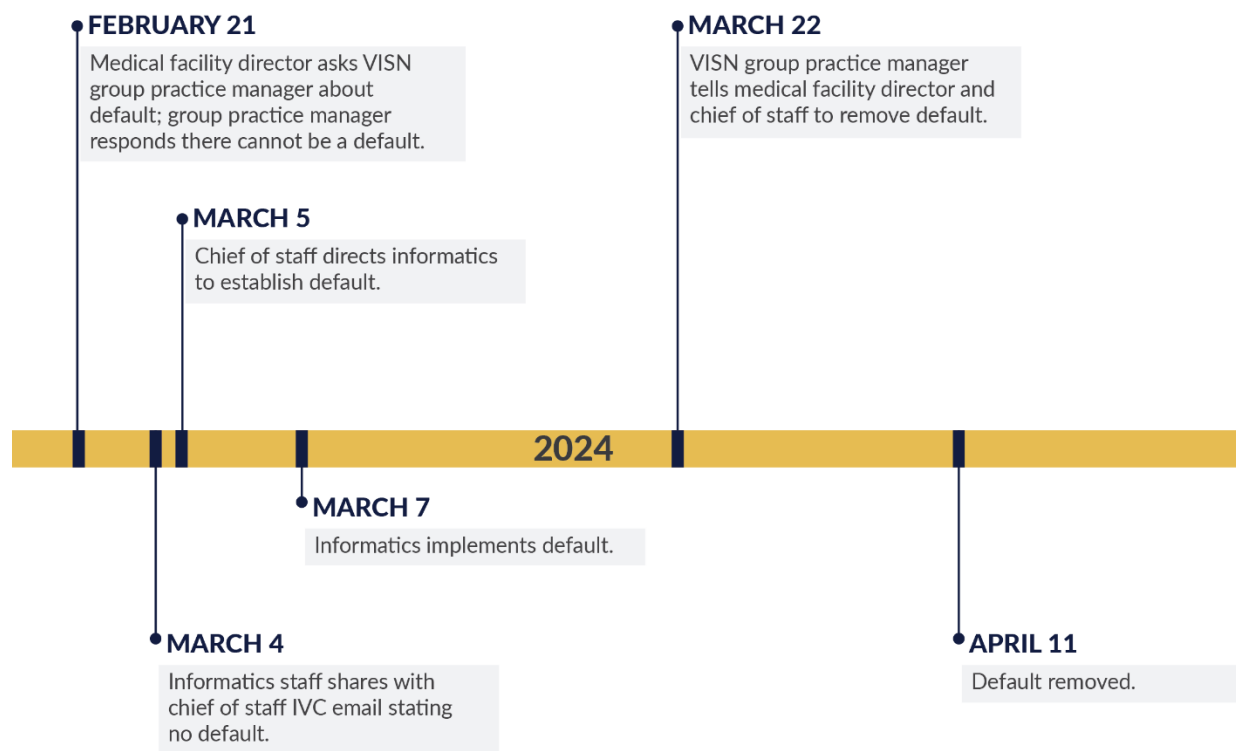 FEBRUARY 21
Medical facility director asks VISN
group practice manager about
default; group practice manager
responds there cannot be a default.
MARCH 22
VISN group practice manager
tells medical facility director and
chief of staff to remove default.
MARCH 5
Chief of staff directs informatics
to establish default.
2024
MARCH 7
Informatics implements default.
MARCH 4
Informatics staff shares with
chief of staff IVC email stating
no default.
APRIL 11
Default removed.